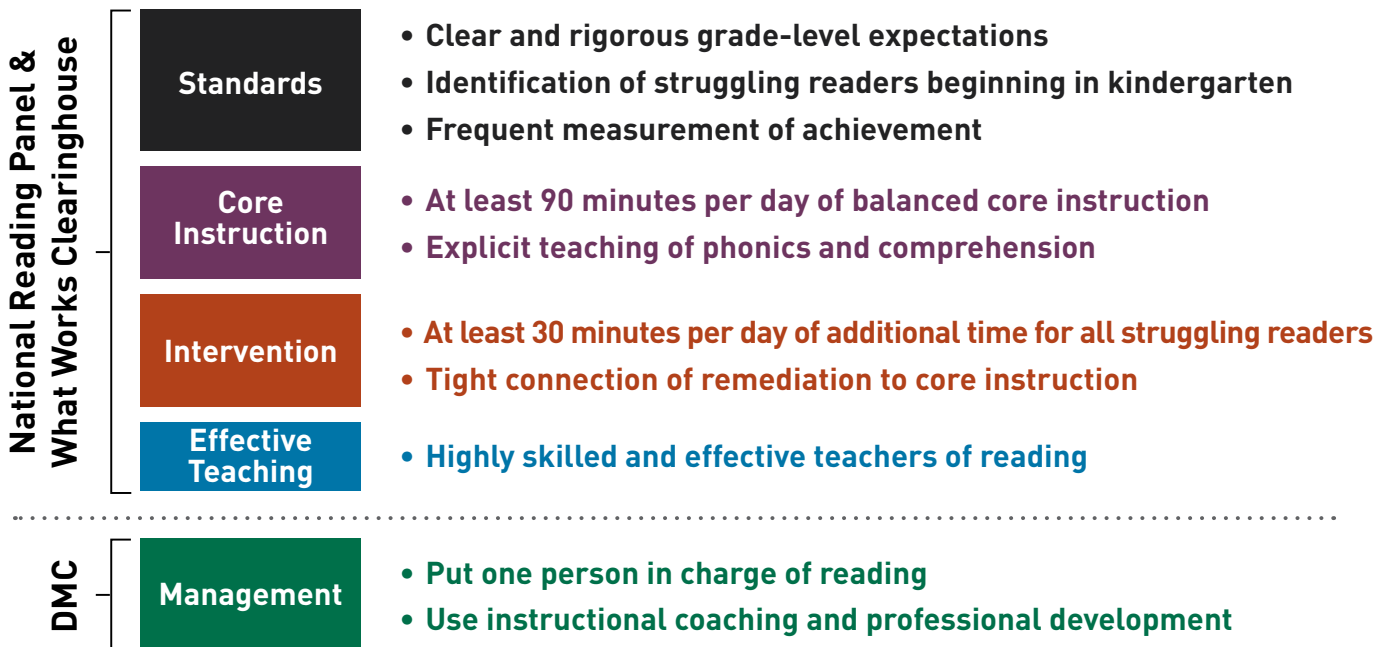 National Reading Panel &
What Works Clearinghouse
Standards
• Clear and rigorous grade-level expectations
• Identification of struggling readers beginning in kindergarten
• Frequent measurement of achievement
Core
Instruction
• At least 90 minutes per day of balanced core instruction
• Explicit teaching of phonics and comprehension
Intervention
• At least 30 minutes per day of additional time for all struggling readers
• Tight connection of remediation to core instruction
Effective
Teaching
• Highly skilled and effective teachers of reading
DMC
Management
• Put one person in charge of reading
• Use instructional coaching and professional development